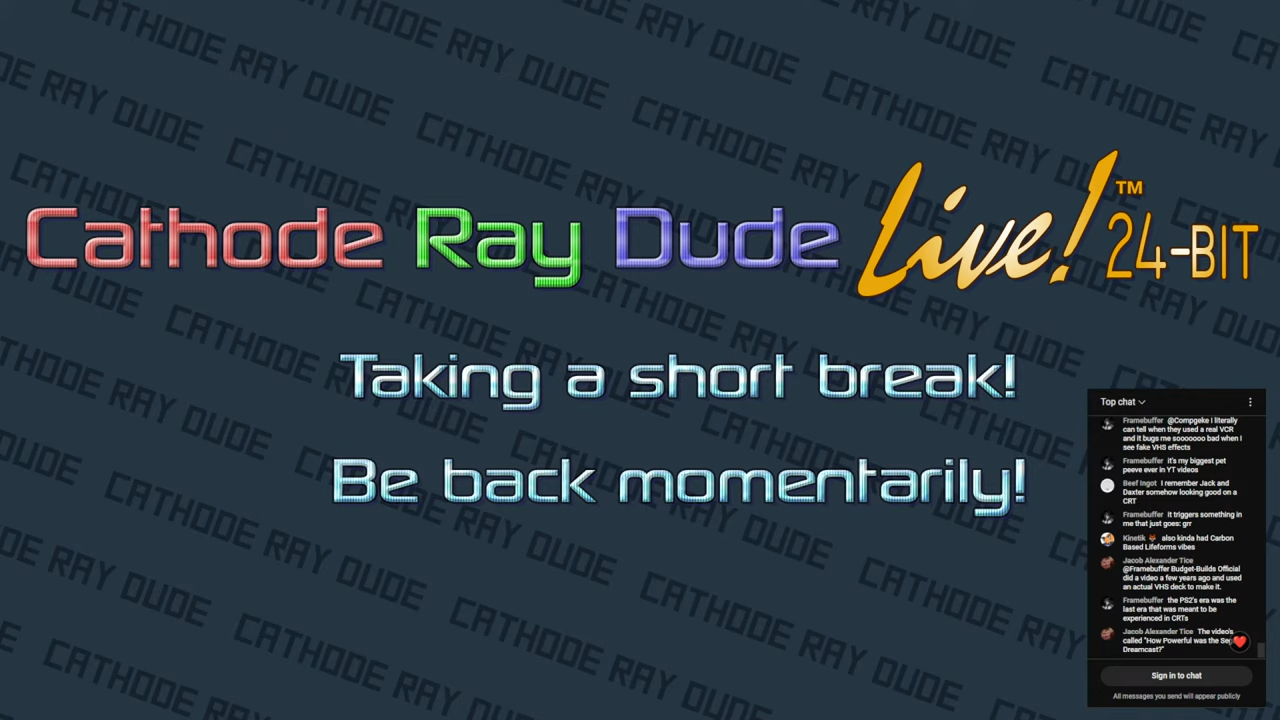 Cathode Ray Dude Live!™ 24-BIT
Taking a short break!
Be back momentarily!
Top chat
Framebuffer @Compgeke I literally
can tell when they used a real VCR
and it bugs me sooooooo bad when I
see fake VHS effects
Framebuffer it's my biggest pet
peeve ever in YT videos
Beef Ingot I remember Jack and
Daxter somehow looking good on a
CRT
Framebuffer it triggers something in
me that just goes: grr
Kinetik 🦊 also kinda had Carbon
Based Lifeforms vibes
Jacob Alexander Tice
@Framebuffer Budget-Builds Official
did a video a few years ago and used
an actual VHS deck to make it.
Framebuffer the PS2's era was the
last era that was meant to be
experienced in CRTs
Jacob Alexander Tice The video's
called "How Powerful was the
Dreamcast?"
Sign in to chat
All messages you send will appear publicly
CATHODE RAY DUDE